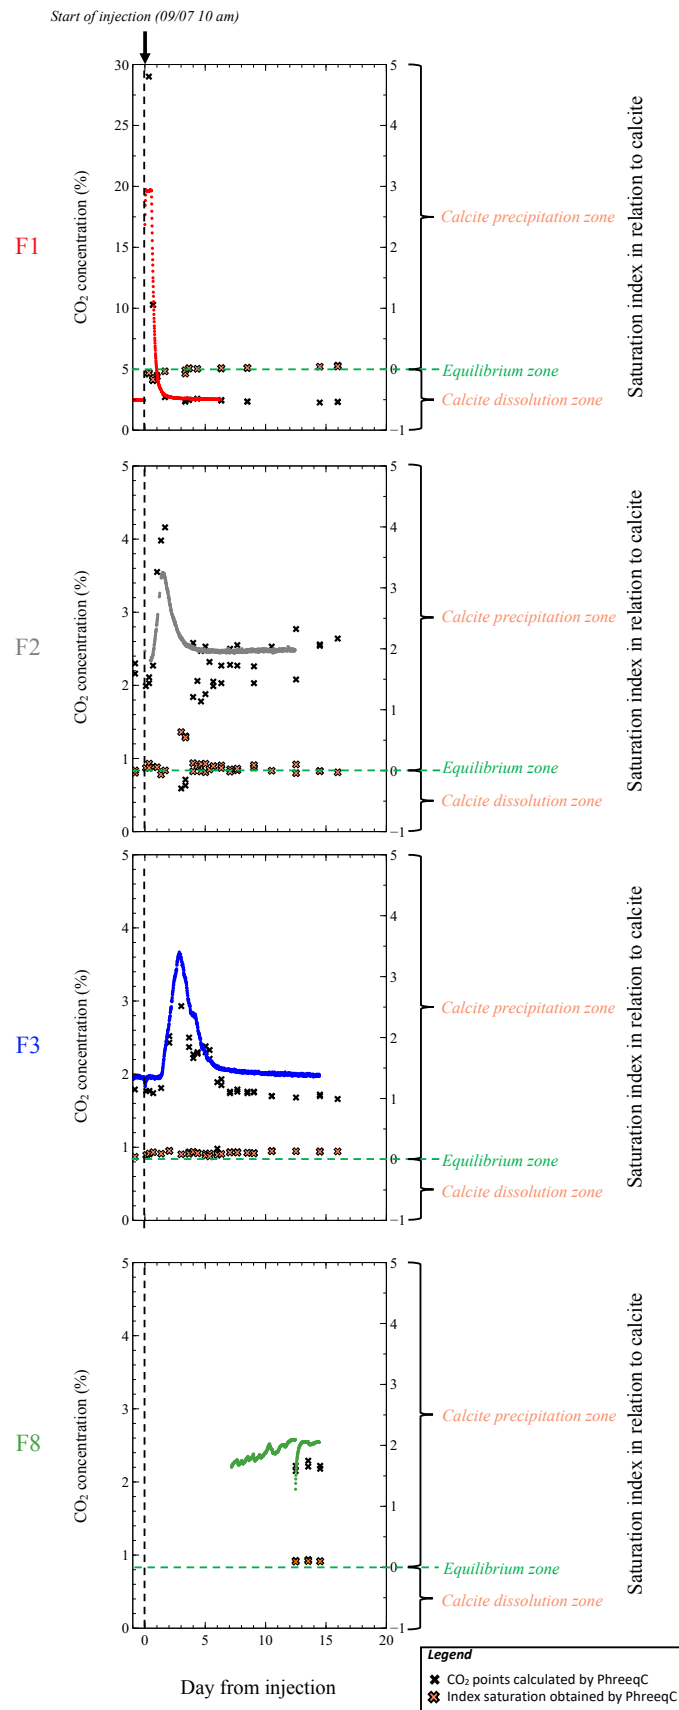 Start of injection (09/07 10 am)
F1
CO₂ concentration (%)
30
25
20
15
10
5
0
5
4
3
2
1
0
−1
Calcite precipitation zone
Equilibrium zone
Calcite dissolution zone
Saturation index in relation to calcite
F2
CO₂ concentration (%)
5
4
3
2
1
0
5
4
3
2
1
0
−1
Calcite precipitation zone
Equilibrium zone
Calcite dissolution zone
Saturation index in relation to calcite
F3
CO₂ concentration (%)
5
4
3
2
1
0
5
4
3
2
1
0
−1
Calcite precipitation zone
Equilibrium zone
Calcite dissolution zone
Saturation index in relation to calcite
F8
CO₂ concentration (%)
5
4
3
2
1
0
5
4
3
2
1
0
−1
Calcite precipitation zone
Equilibrium zone
Calcite dissolution zone
Saturation index in relation to calcite
0 5 10 15 20
Day from injection
Legend
CO₂ points calculated by PhreeqC
Index saturation obtained by PhreeqC